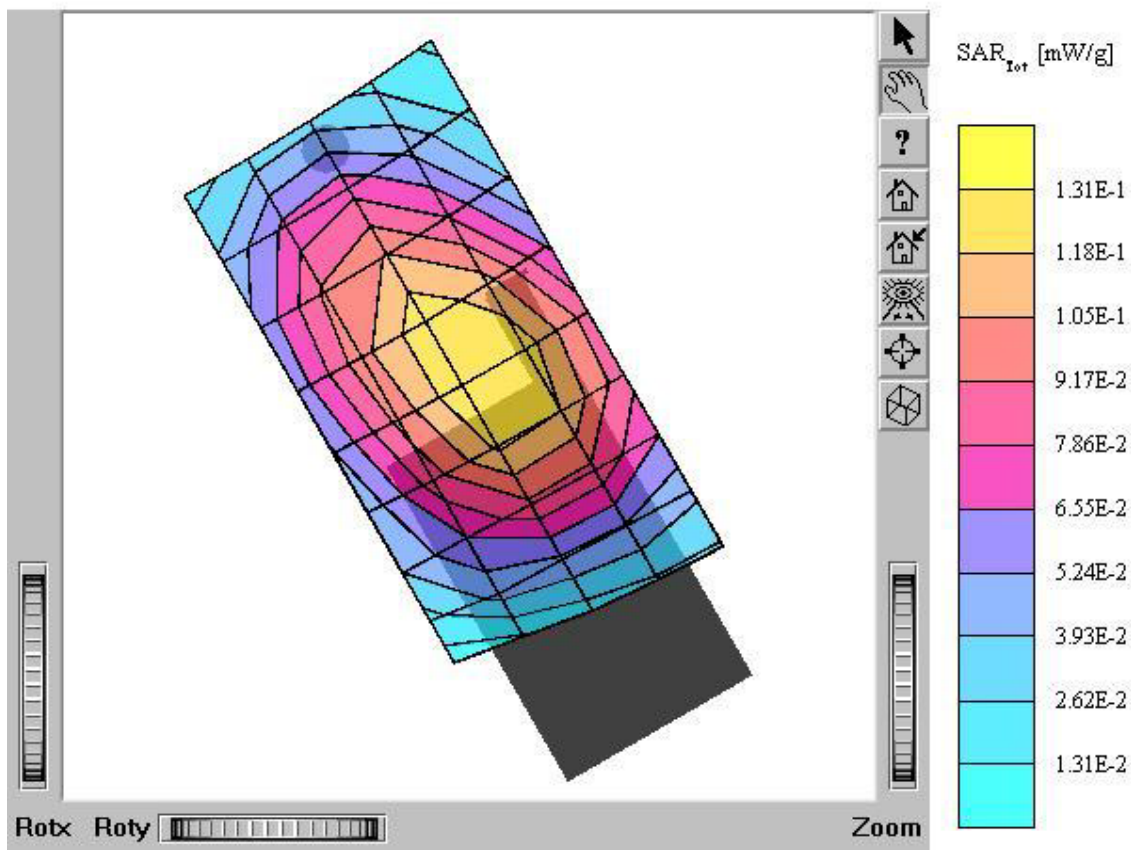 SAR_Tot [mW/g]
?
1.31E-1
1.18E-1
1.05E-1
9.17E-2
7.86E-2
6.55E-2
5.24E-2
3.93E-2
2.62E-2
1.31E-2
Rotx Roty Zoom